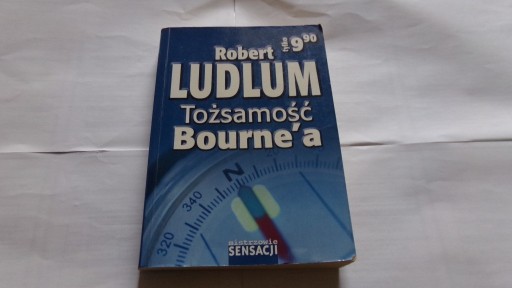 Robert
tylko 9 90
LUDLUM
Tożsamość
Bourne'a
N
340
320
mistrzowie
SENSACJI